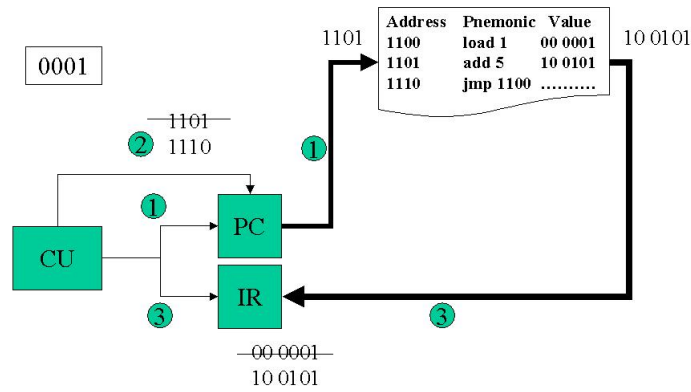 Address Pnemonic Value
1100 load 1 00 0001
1101 add 5 10 0101
1110 jmp 1100 ..........
1101
10 0101
0001
1101
1110
2
1
1
PC
CU
IR
3
3
00 0001
10 0101